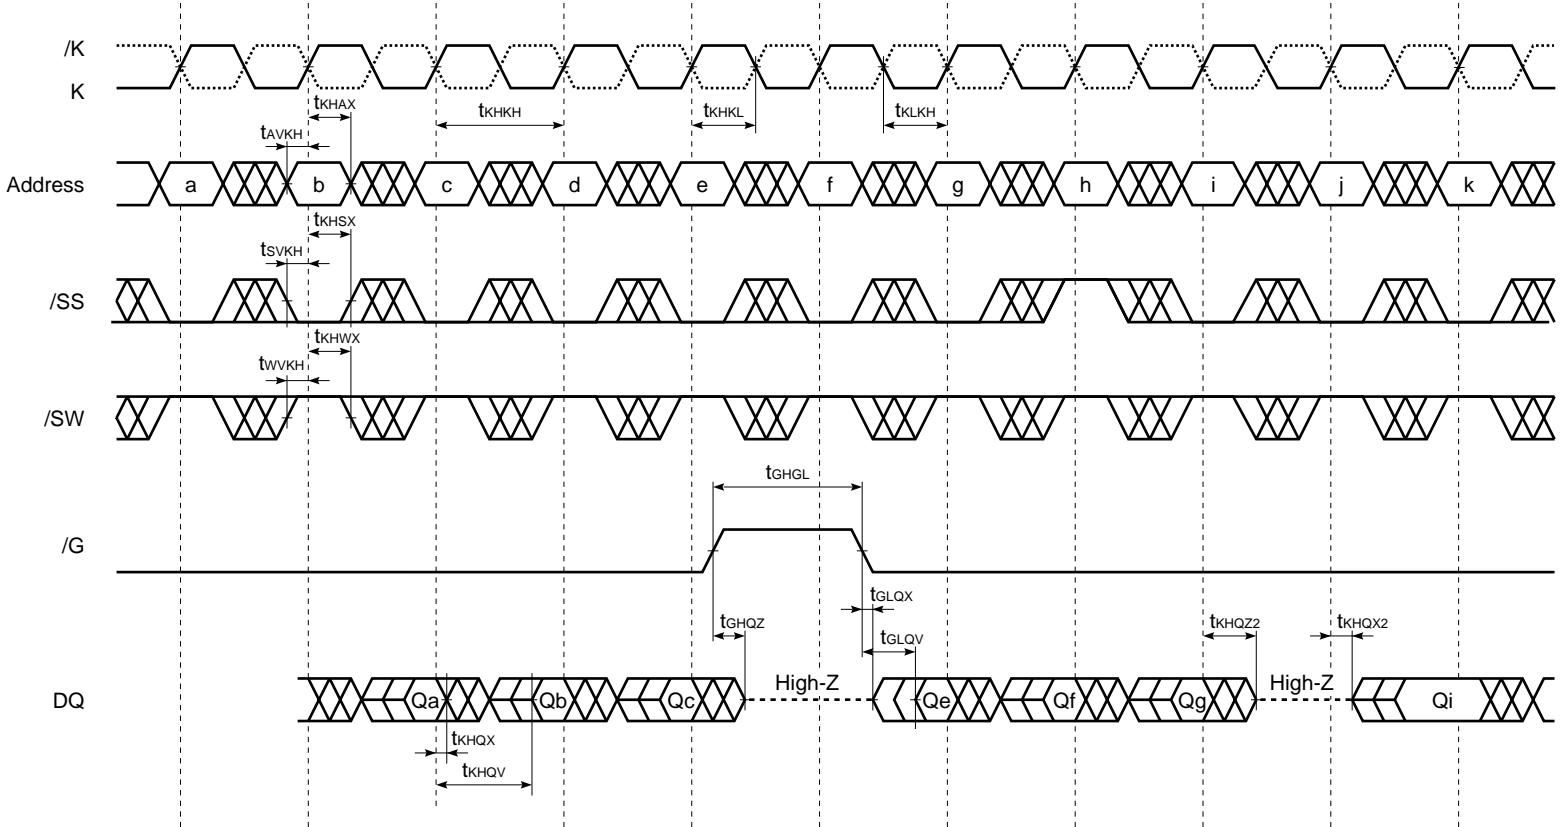 /K
K
tKHAX
tKHKH
tKHKL
tKLKH
tAVKH
Address
a b c d e f g h i j k
tKHSX
tSVKH
/SS
tKHWX
tWVKH
/SW
tGHGL
/G
tGLQX
tGHQZ
tGLQV
tKHQZ2
tKHQX2
DQ
Qa Qb Qc High-Z Qe Qf Qg High-Z Qi
tKHQX
tKHQV